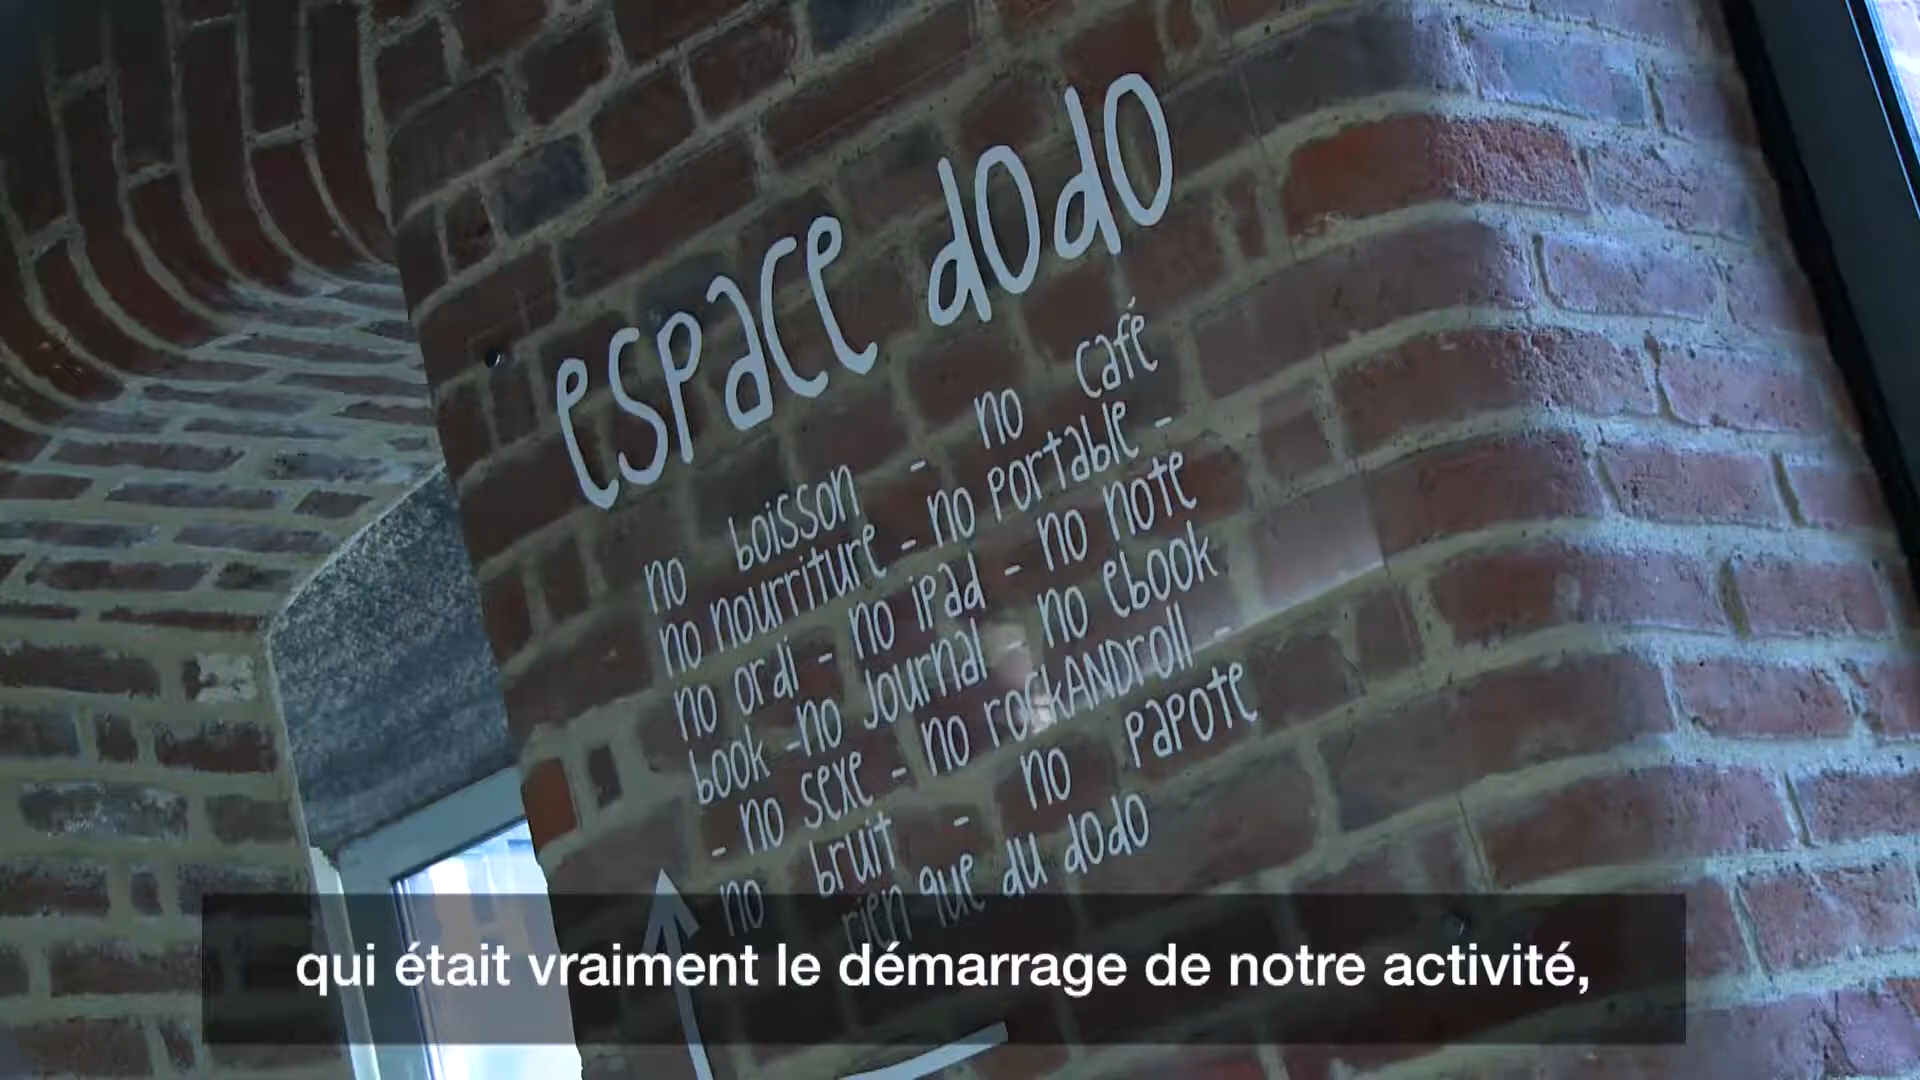 espace dodo
no boisson - no café
no nourriture - no portable -
no ordi - no ipad - no note
book - no journal - no ebook
- no sexe - no rockANDroll -
no bruit - no papote
rien que du dodo
qui était vraiment le démarrage de notre activité,